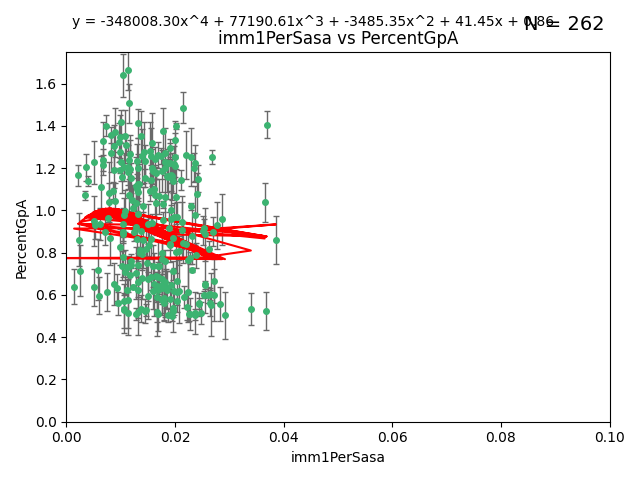 y = -348008.30x^4 + 77190.61x^3 + -3485.35x^2 + 41.45x + 0.86
N = 262
imm1PerSasa vs PercentGpA
PercentGpA
1.6
1.4
1.2
1.0
0.8
0.6
0.4
0.2
0.0
0.00 0.02 0.04 0.06 0.08 0.10
imm1PerSasa